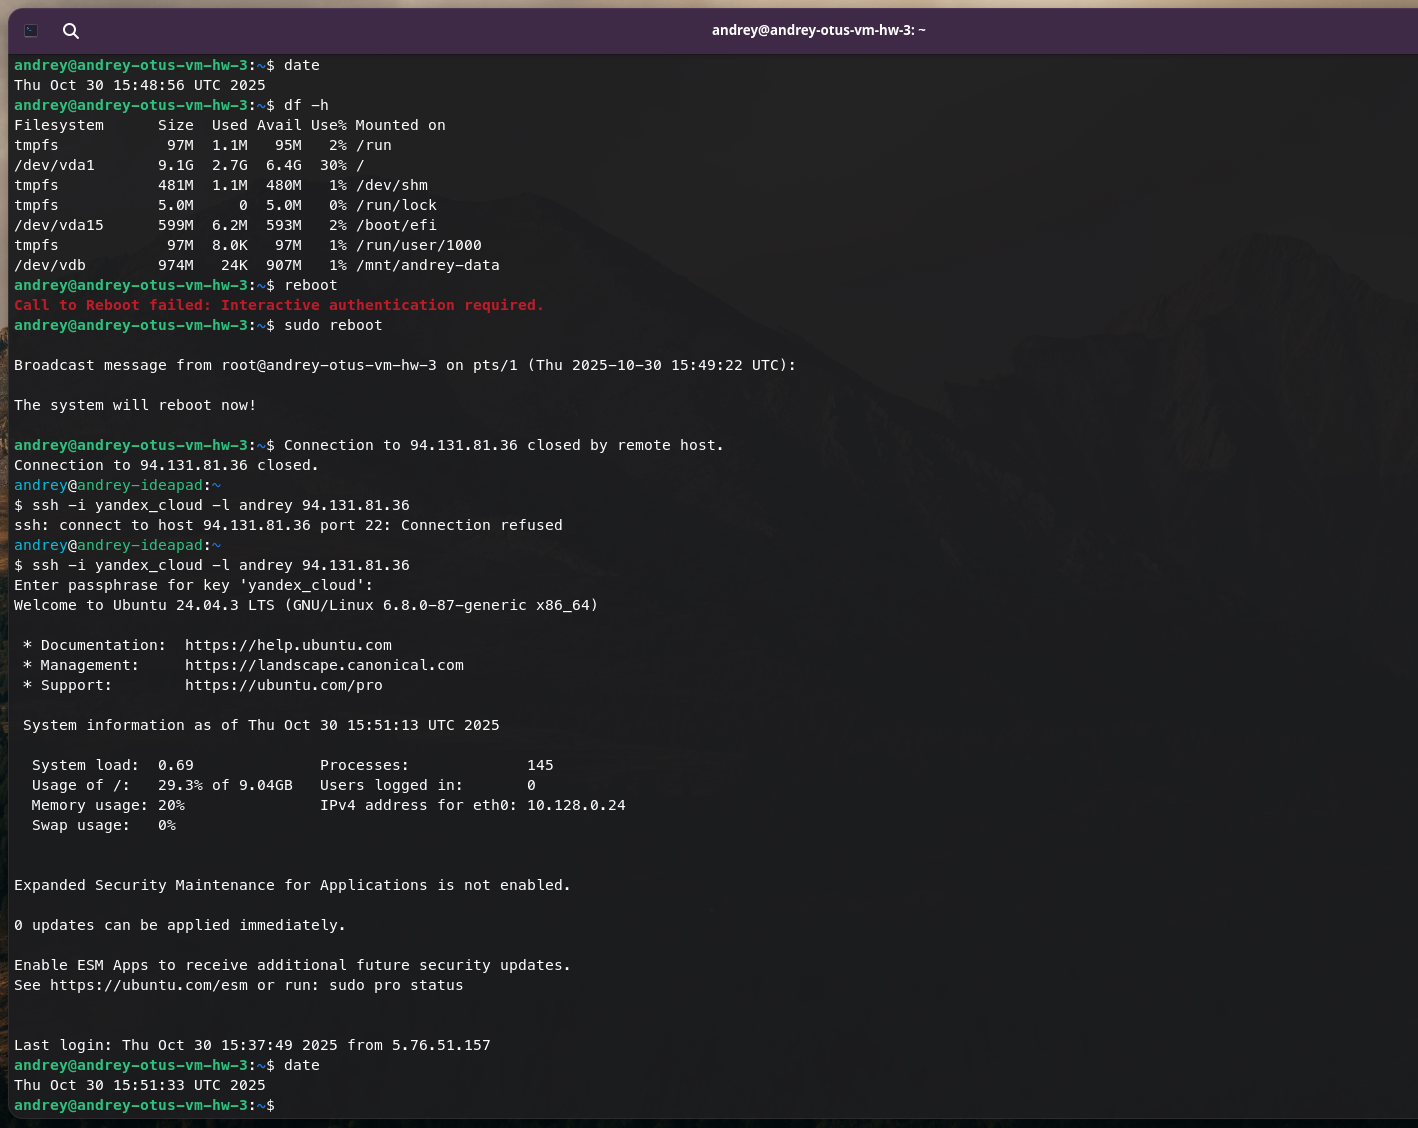 andrey@andrey-otus-vm-hw-3: ~
andrey@andrey-otus-vm-hw-3:~$ date
Thu Oct 30 15:48:56 UTC 2025
andrey@andrey-otus-vm-hw-3:~$ df -h
Filesystem      Size  Used Avail Use% Mounted on
tmpfs            97M  1.1M   95M   2% /run
/dev/vda1       9.1G  2.7G  6.4G  30% /
tmpfs           481M  1.1M  480M   1% /dev/shm
tmpfs           5.0M     0  5.0M   0% /run/lock
/dev/vda15      599M  6.2M  593M   2% /boot/efi
tmpfs            97M  8.0K   97M   1% /run/user/1000
/dev/vdb        974M   24K  907M   1% /mnt/andrey-data
andrey@andrey-otus-vm-hw-3:~$ reboot
Call to Reboot failed: Interactive authentication required.
andrey@andrey-otus-vm-hw-3:~$ sudo reboot
Broadcast message from root@andrey-otus-vm-hw-3 on pts/1 (Thu 2025-10-30 15:49:22 UTC):
The system will reboot now!
andrey@andrey-otus-vm-hw-3:~$ Connection to 94.131.81.36 closed by remote host.
Connection to 94.131.81.36 closed.
andrey@andrey-ideapad:~
$ ssh -i yandex_cloud -l andrey 94.131.81.36
ssh: connect to host 94.131.81.36 port 22: Connection refused
andrey@andrey-ideapad:~
$ ssh -i yandex_cloud -l andrey 94.131.81.36
Enter passphrase for key 'yandex_cloud':
Welcome to Ubuntu 24.04.3 LTS (GNU/Linux 6.8.0-87-generic x86_64)
 * Documentation:  https://help.ubuntu.com
 * Management:     https://landscape.canonical.com
 * Support:        https://ubuntu.com/pro
 System information as of Thu Oct 30 15:51:13 UTC 2025
  System load:  0.69              Processes:             145
  Usage of /:   29.3% of 9.04GB   Users logged in:       0
  Memory usage: 20%               IPv4 address for eth0: 10.128.0.24
  Swap usage:   0%
Expanded Security Maintenance for Applications is not enabled.
0 updates can be applied immediately.
Enable ESM Apps to receive additional future security updates.
See https://ubuntu.com/esm or run: sudo pro status
Last login: Thu Oct 30 15:37:49 2025 from 5.76.51.157
andrey@andrey-otus-vm-hw-3:~$ date
Thu Oct 30 15:51:33 UTC 2025
andrey@andrey-otus-vm-hw-3:~$